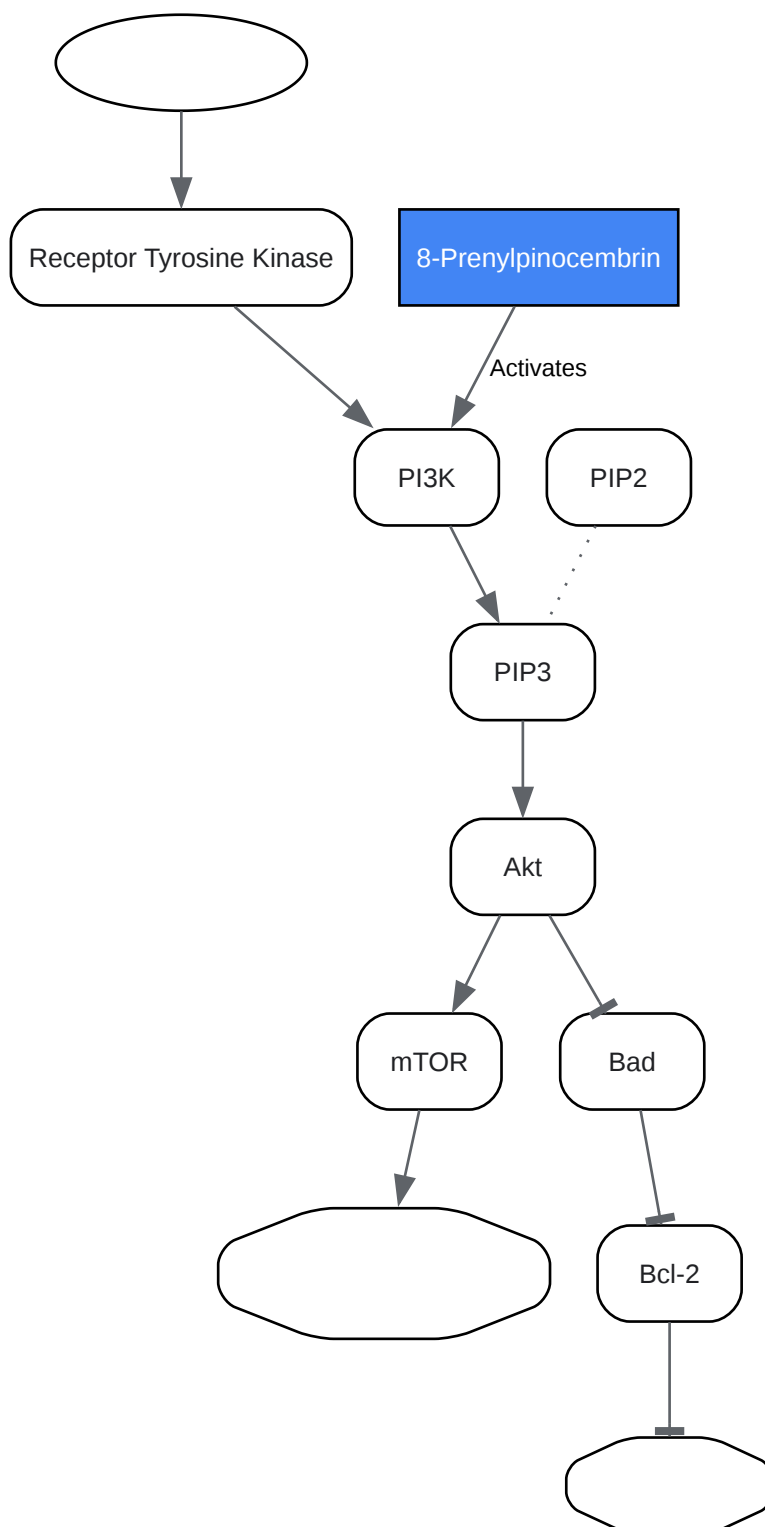 Receptor Tyrosine Kinase
8-Prenylpinocembrin
Activates
PI3K
PIP2
PIP3
Akt
mTOR
Bad
Bcl-2